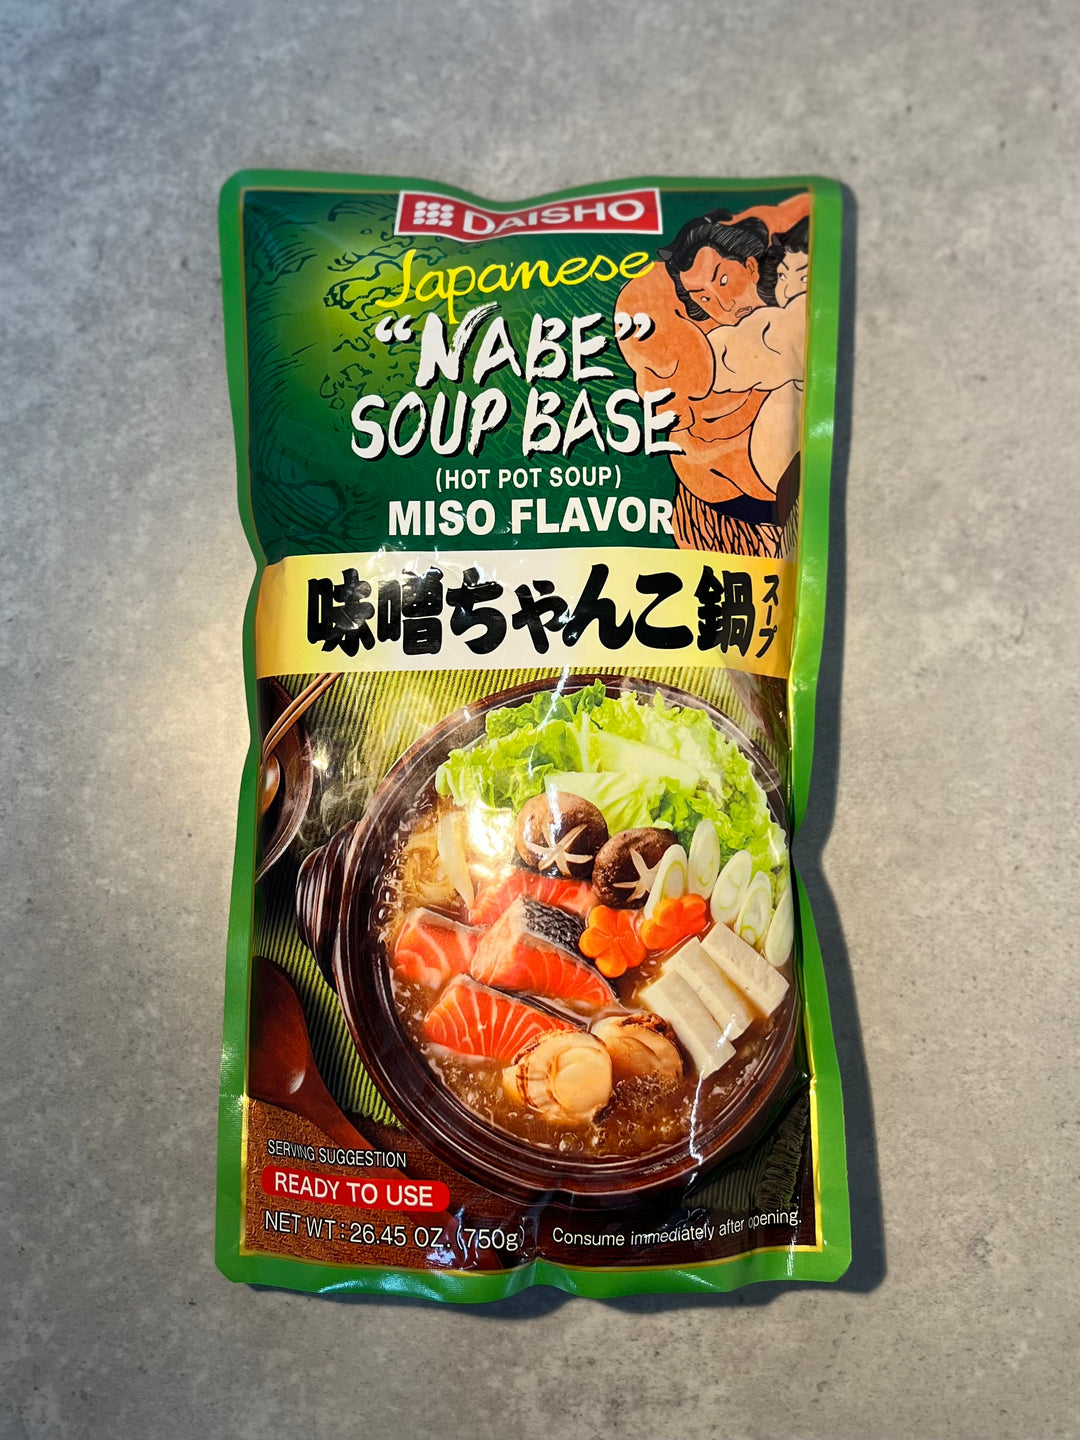 DAISHO
Japanese
“NABE”
SOUP BASE
(HOT POT SOUP)
MISO FLAVOR
味噌ちゃんこ鍋スープ
SERVING SUGGESTION
READY TO USE
NET WT.: 26.45 OZ. (750g)
Consume immediately after opening.